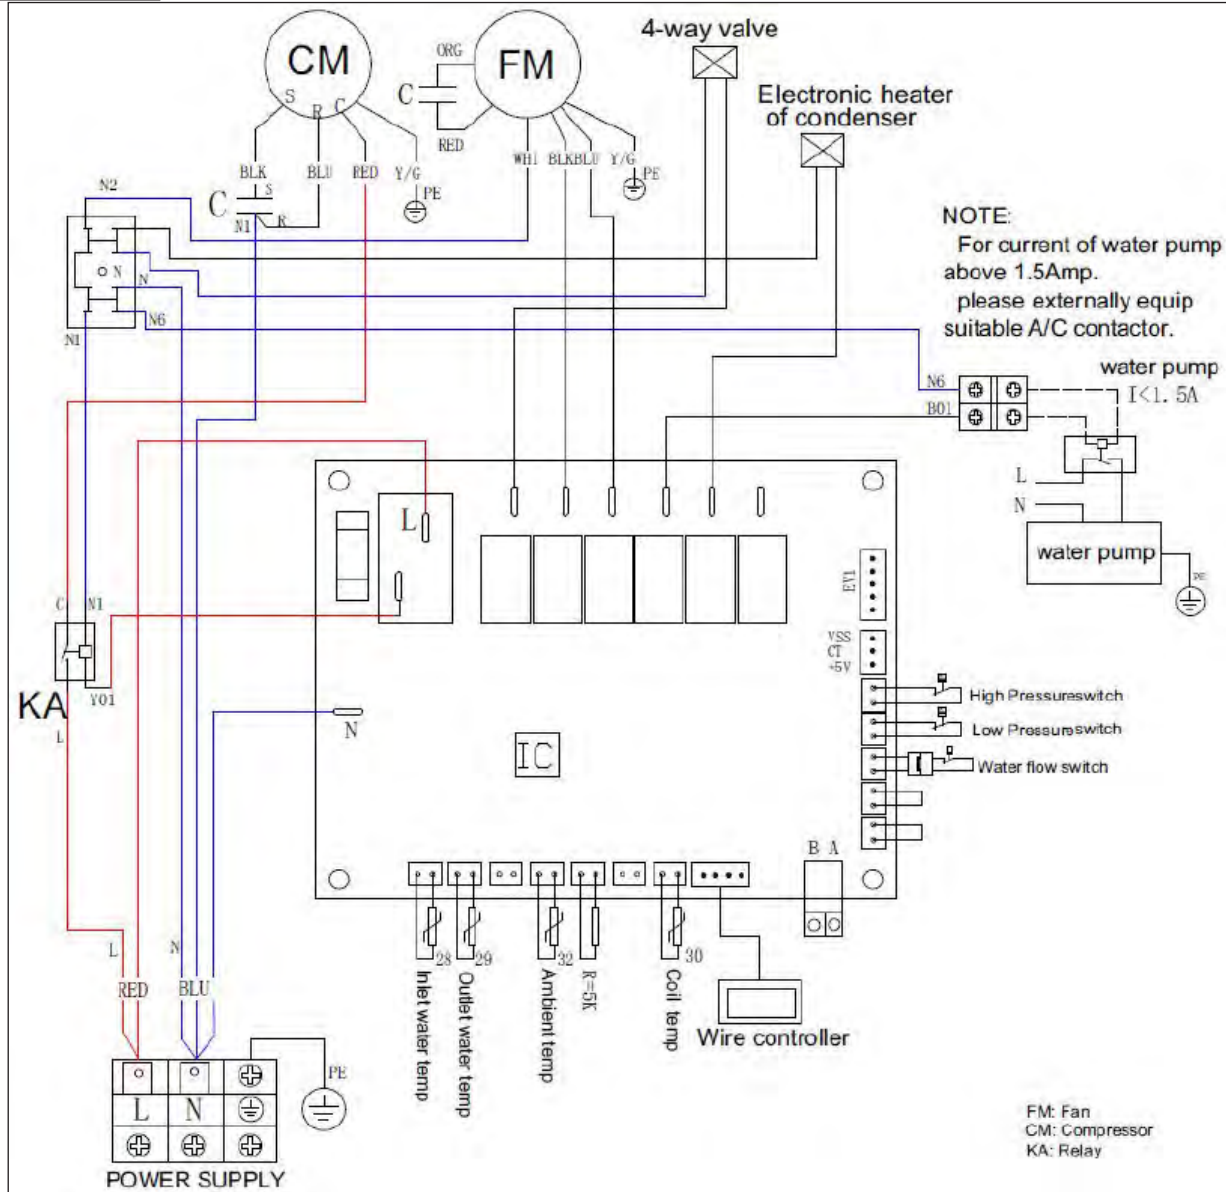 4-way valve
CM
S
R
C
ORG
FM
C
RED
Electronic heater
of condenser
BLK
BLU
RED
Y/G
PE
WHI
BLK
BLU
Y/G
PE
N2
C
S
N1
R
NOTE:
For current of water pump
above 1.5Amp.
please externally equip
suitable A/C contactor.
N
N
N6
N1
water pump
I<1.5A
N6
B01
L
N
water pump
PE
L
EV1
C
N1
VSS
CT
+5V
KA
Y01
L
N
IC
High Pressureswitch
Low Pressureswitch
Water flow switch
B A
28
29
32
30
Inlet water temp
Outlet water temp
Ambient temp
R=5K
Coil temp
Wire controller
L
N
RED
BLU
PE
L
N
POWER SUPPLY
FM: Fan
CM: Compressor
KA: Relay